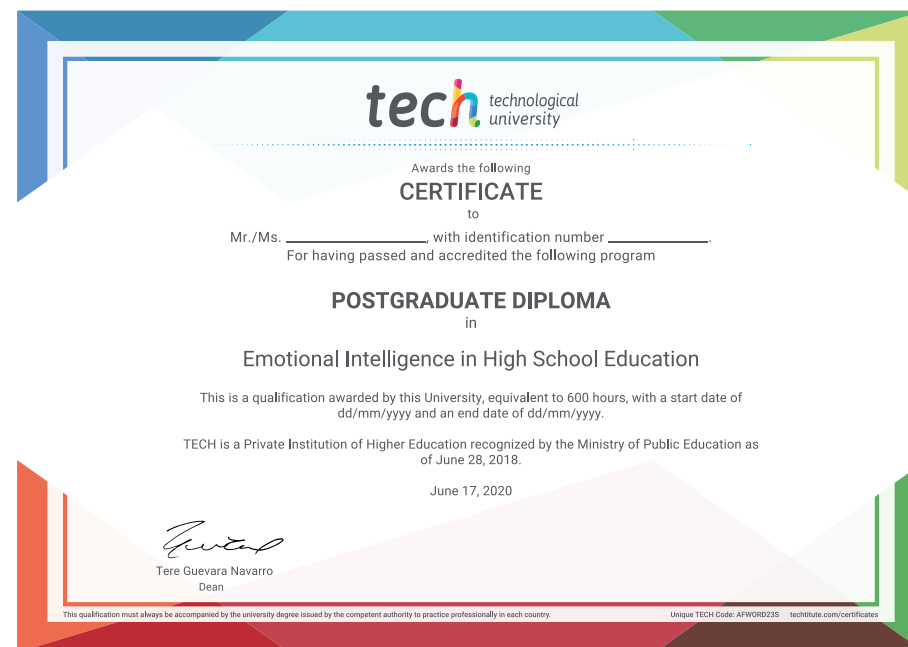 tech technological
university
Awards the following
CERTIFICATE
to
Mr./Ms. ____________, with identification number ____________.
For having passed and accredited the following program
POSTGRADUATE DIPLOMA
in
Emotional Intelligence in High School Education
This is a qualification awarded by this University, equivalent to 600 hours, with a start date of
dd/mm/yyyy and an end date of dd/mm/yyyy.
TECH is a Private Institution of Higher Education recognized by the Ministry of Public Education as
of June 28, 2018.
June 17, 2020
Tere Guevara Navarro
Dean
This qualification must always be accompanied by the university degree issued by the competent authority to practice professionally in each country. Unique TECH Code: AFWORD23S techtitute.com/certificates